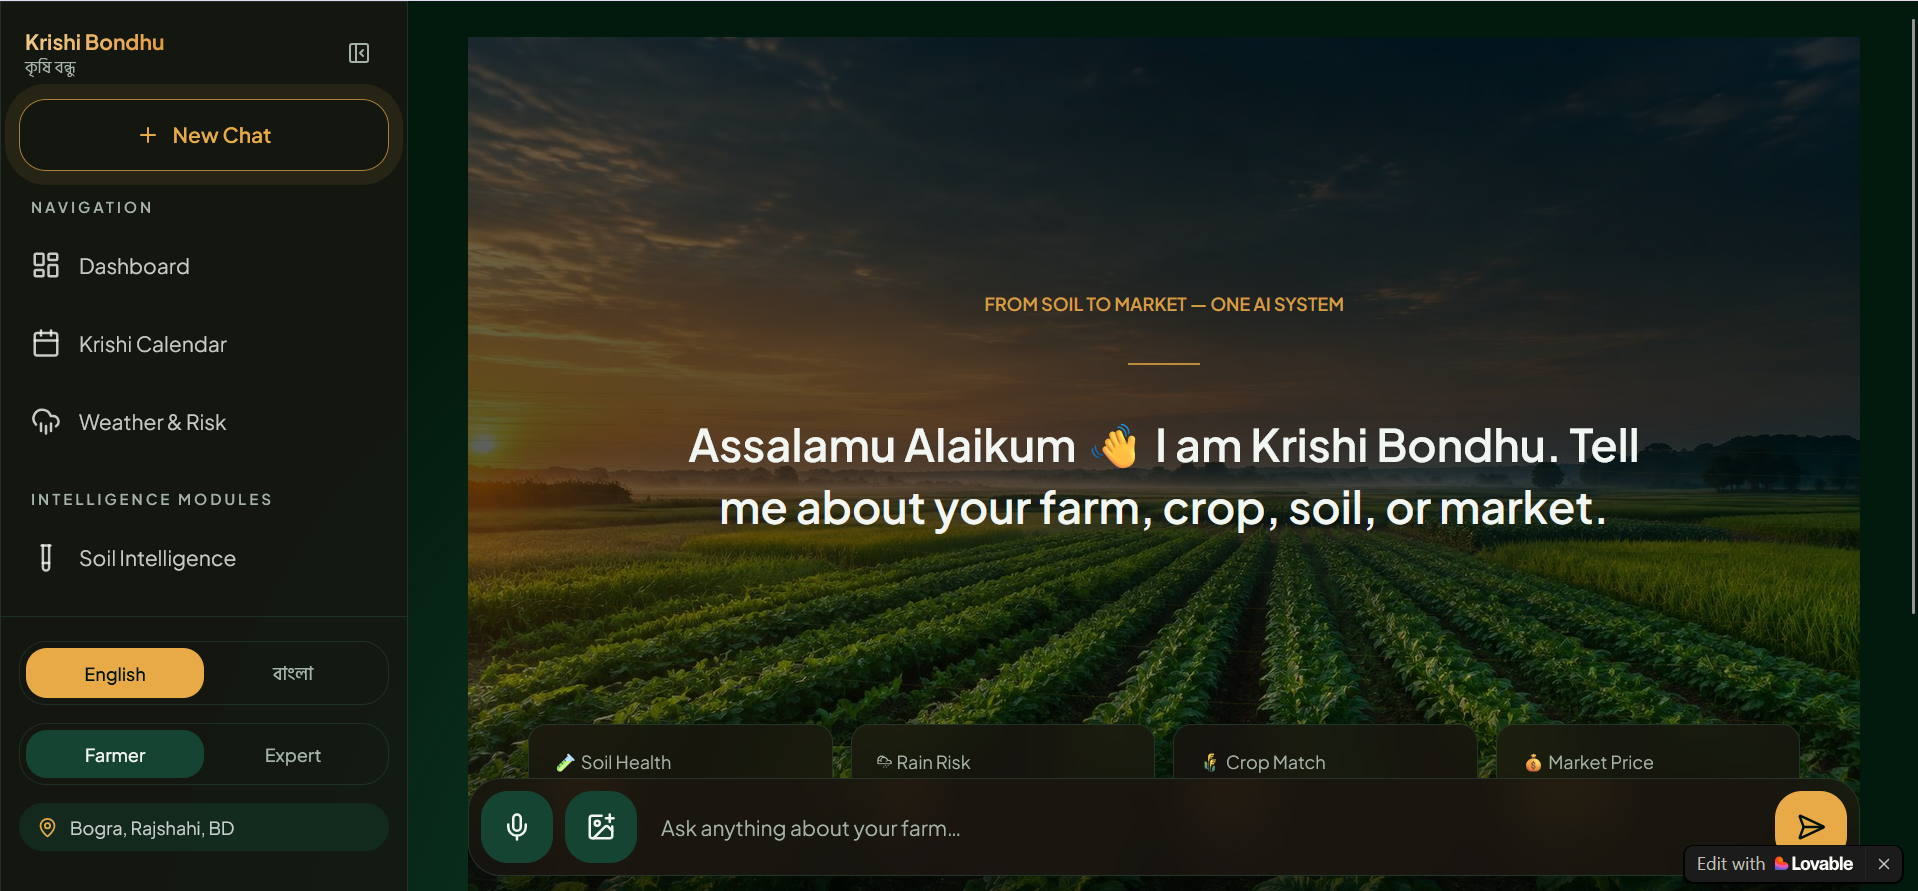 Krishi Bondhu
কৃষি বন্ধু
New Chat
NAVIGATION
Dashboard
Krishi Calendar
Weather & Risk
INTELLIGENCE MODULES
Soil Intelligence
English
বাংলা
Farmer
Expert
Bogra, Rajshahi, BD
FROM SOIL TO MARKET — ONE AI SYSTEM
Assalamu Alaikum 👋 I am Krishi Bondhu. Tell
me about your farm, crop, soil, or market.
Soil Health
Rain Risk
Crop Match
Market Price
Ask anything about your farm...
Edit with Lovable